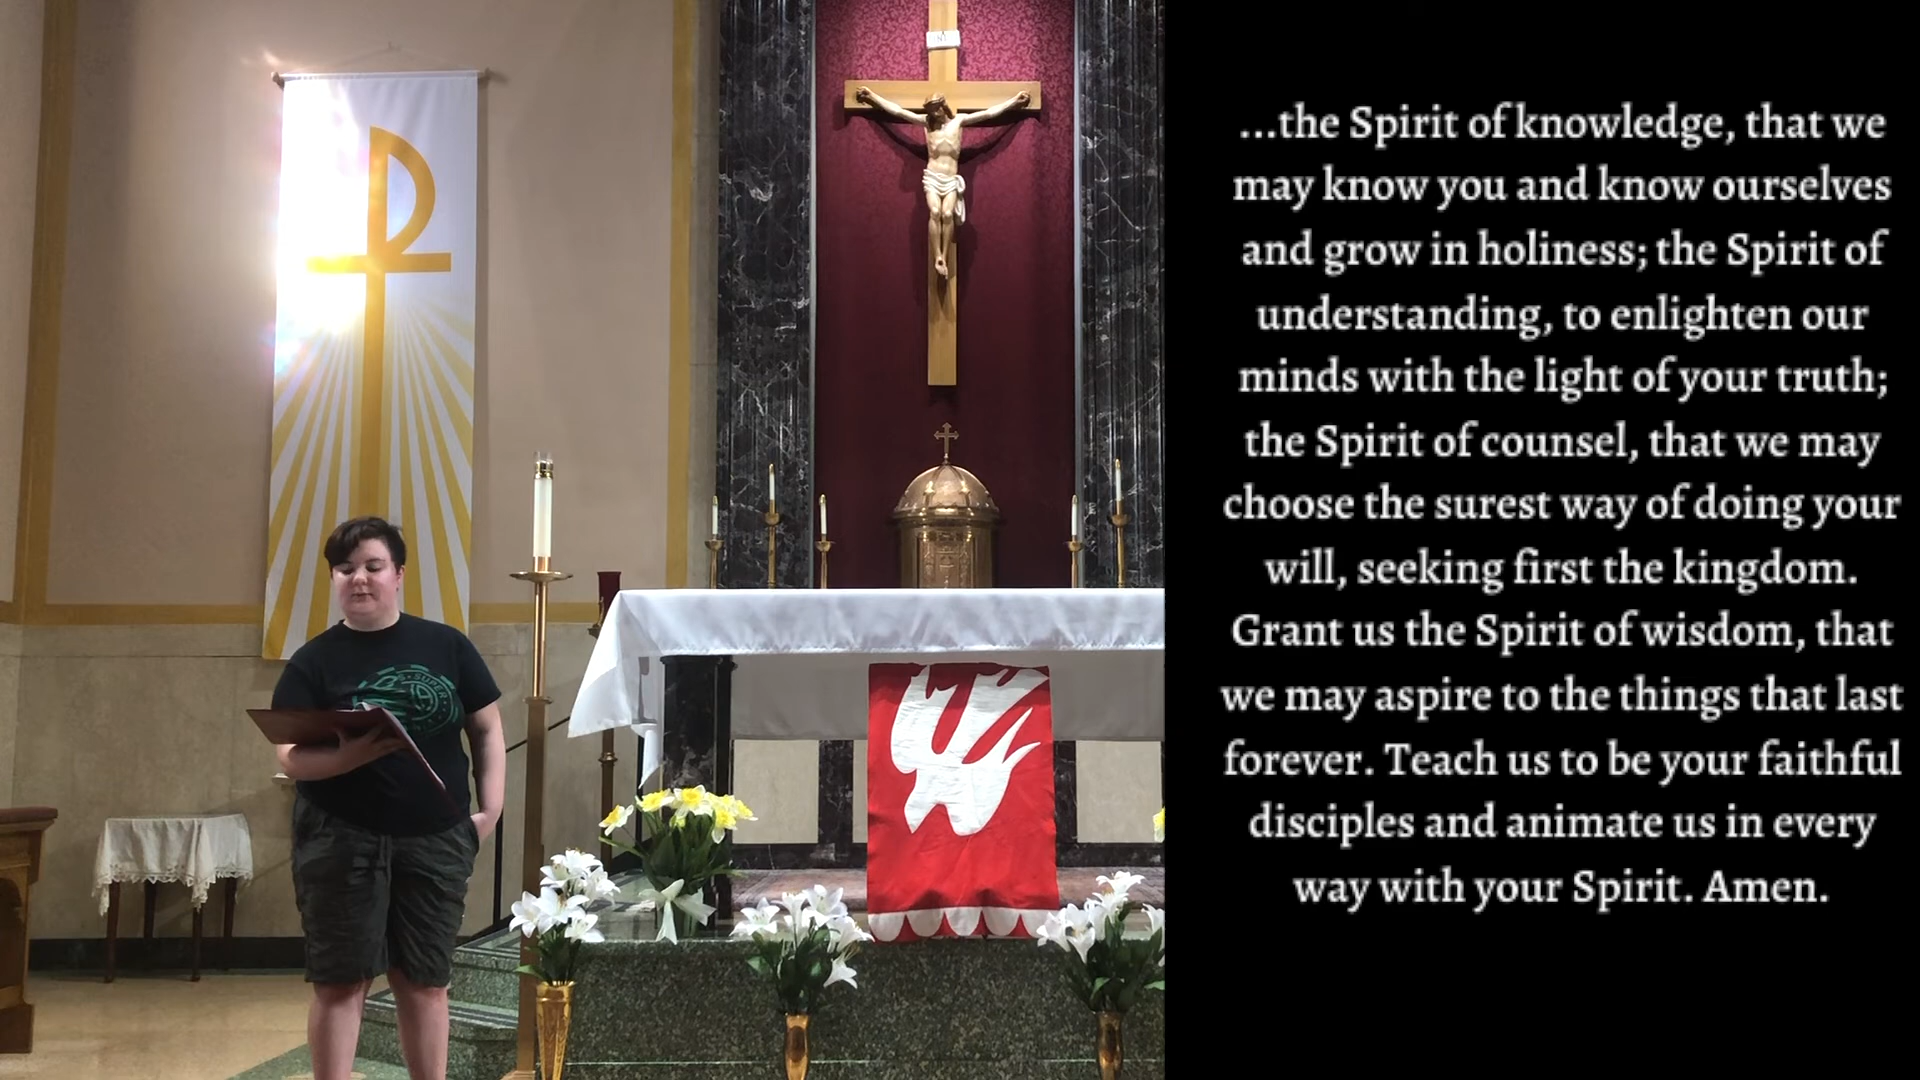 ...the Spirit of knowledge, that we
may know you and know ourselves
and grow in holiness; the Spirit of
understanding, to enlighten our
minds with the light of your truth;
the Spirit of counsel, that we may
choose the surest way of doing your
will, seeking first the kingdom.
Grant us the Spirit of wisdom, that
we may aspire to the things that last
forever. Teach us to be your faithful
disciples and animate us in every
way with your Spirit. Amen.
SUPER